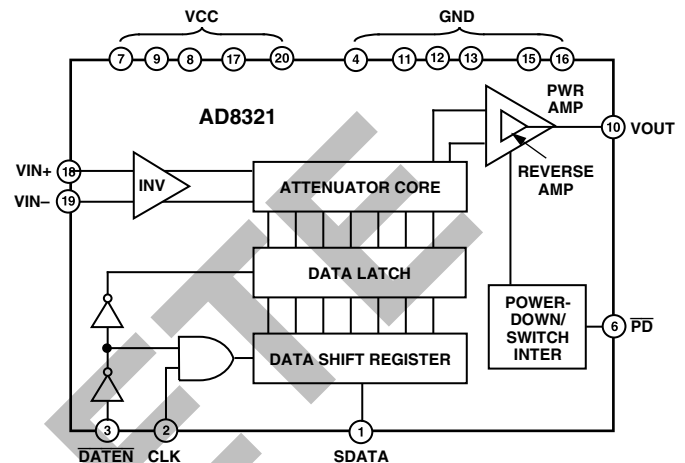 VCC GND
7 9 8 17 20 4 11 12 13 15 16
AD8321
PWR
AMP
10 VOUT
REVERSE
AMP
VIN+ 18
VIN– 19
INV
ATTENUATOR CORE
DATA LATCH
DATA SHIFT REGISTER
POWER-
DOWN/
SWITCH
INTER
6 PD
3 2 1
DATEN CLK SDATA